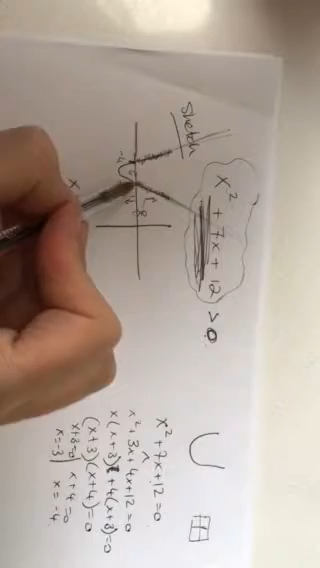 x² + 7x + 12 > 0
Sketch
-4
x² + 7x + 12 = 0
x² + 3x + 4x + 12 = 0
x(x+3) + 4(x+3) = 0
(x+3)(x+4) = 0
x+3=0 | x+4=0
x=-3 | x=-4